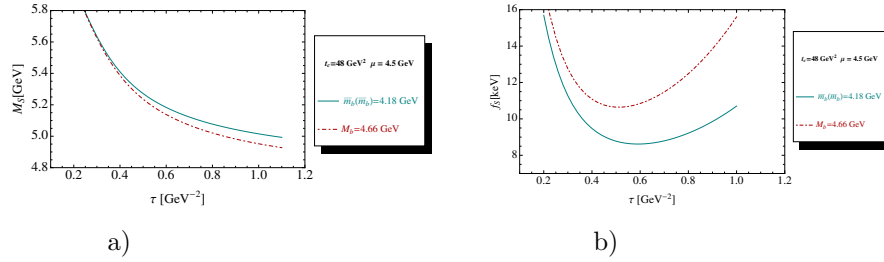 5.8
5.6
5.4
5.2
5.0
4.8
M_S[GeV]
0.2 0.4 0.6 0.8 1.0 1.2
τ [GeV⁻²]
t_c=48 GeV² μ = 4.5 GeV
m̅_b(m̅_b)=4.18 GeV
M_b=4.66 GeV
a)
16
14
12
10
8
f_S[keV]
0.2 0.4 0.6 0.8 1.0 1.2
τ [GeV⁻²]
t_c=48 GeV² μ = 4.5 GeV
m̅_b(m̅_b)=4.18 GeV
M_b=4.66 GeV
b)